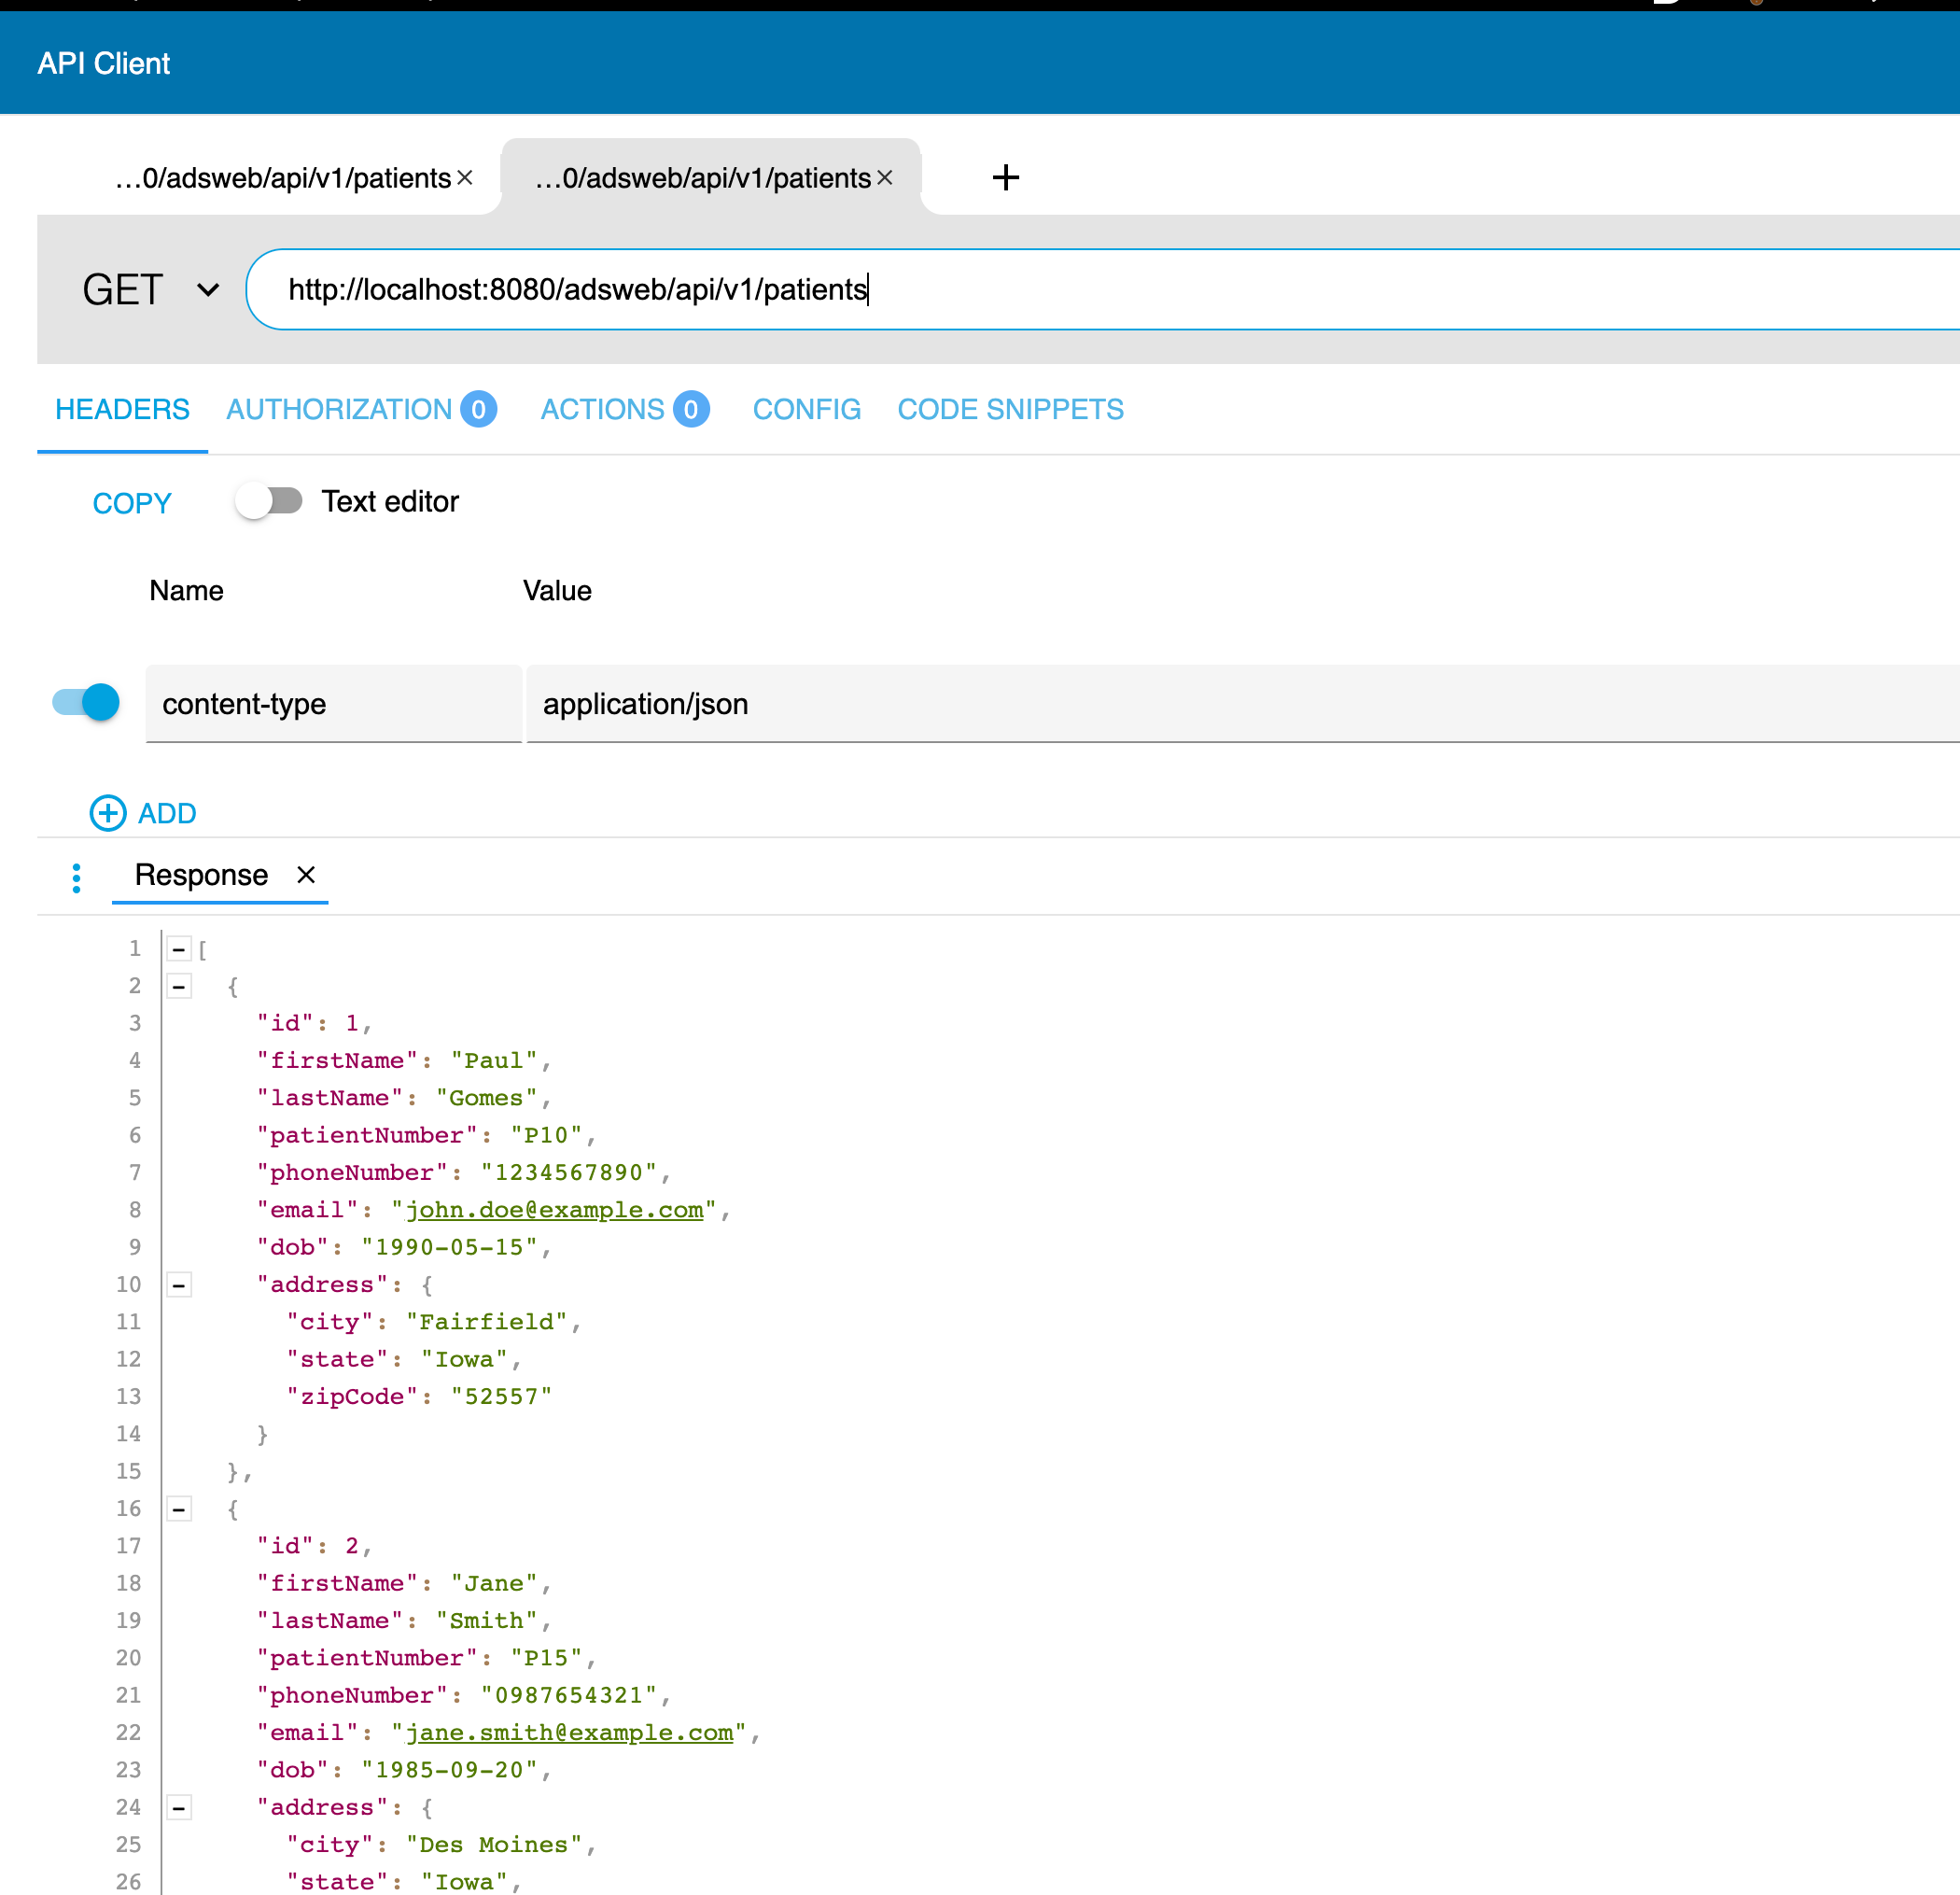 API Client
...0/adsweb/api/v1/patients × ...0/adsweb/api/v1/patients × +
GET http://localhost:8080/adsweb/api/v1/patients
HEADERS AUTHORIZATION 0 ACTIONS 0 CONFIG CODE SNIPPETS
COPY Text editor
Name Value
content-type application/json
ADD
Response ×
1 [
2 {
3 "id": 1,
4 "firstName": "Paul",
5 "lastName": "Gomes",
6 "patientNumber": "P10",
7 "phoneNumber": "1234567890",
8 "email": "john.doe@example.com",
9 "dob": "1990-05-15",
10 "address": {
11 "city": "Fairfield",
12 "state": "Iowa",
13 "zipCode": "52557"
14 }
15 },
16 {
17 "id": 2,
18 "firstName": "Jane",
19 "lastName": "Smith",
20 "patientNumber": "P15",
21 "phoneNumber": "0987654321",
22 "email": "jane.smith@example.com",
23 "dob": "1985-09-20",
24 "address": {
25 "city": "Des Moines",
26 "state": "Iowa",